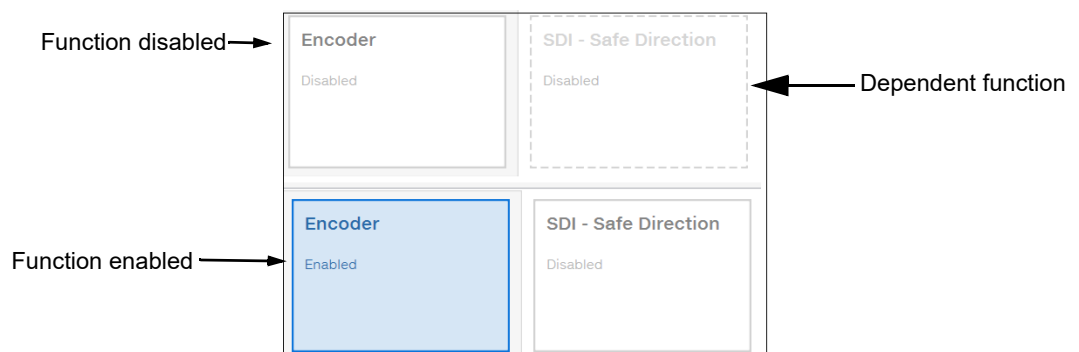 Function disabled
Encoder
SDI - Safe Direction
Disabled
Disabled
Dependent function
Encoder
SDI - Safe Direction
Function enabled
Enabled
Disabled